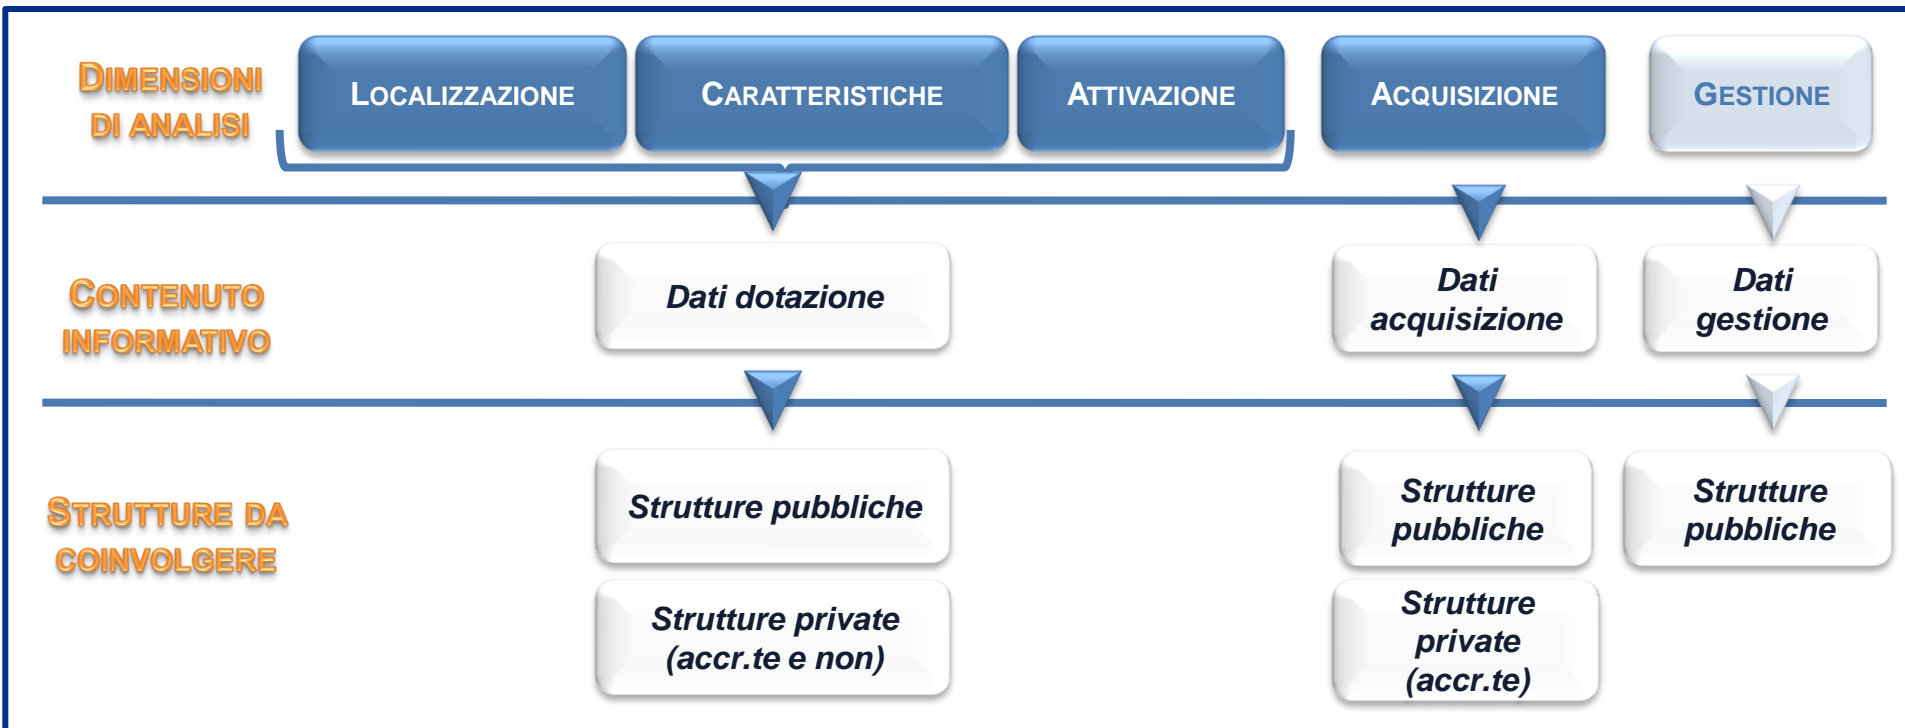 DIMENSIONI
DI ANALISI
LOCALIZZAZIONE
CARATTERISTICHE
ATTIVAZIONE
ACQUISIZIONE
GESTIONE
CONTENUTO
INFORMATIVO
Dati dotazione
Dati
acquisizione
Dati
gestione
STRUTTURE DA
COINVOLGERE
Strutture pubbliche
Strutture
pubbliche
Strutture
pubbliche
Strutture private
(accr.te e non)
Strutture
private
(accr.te)